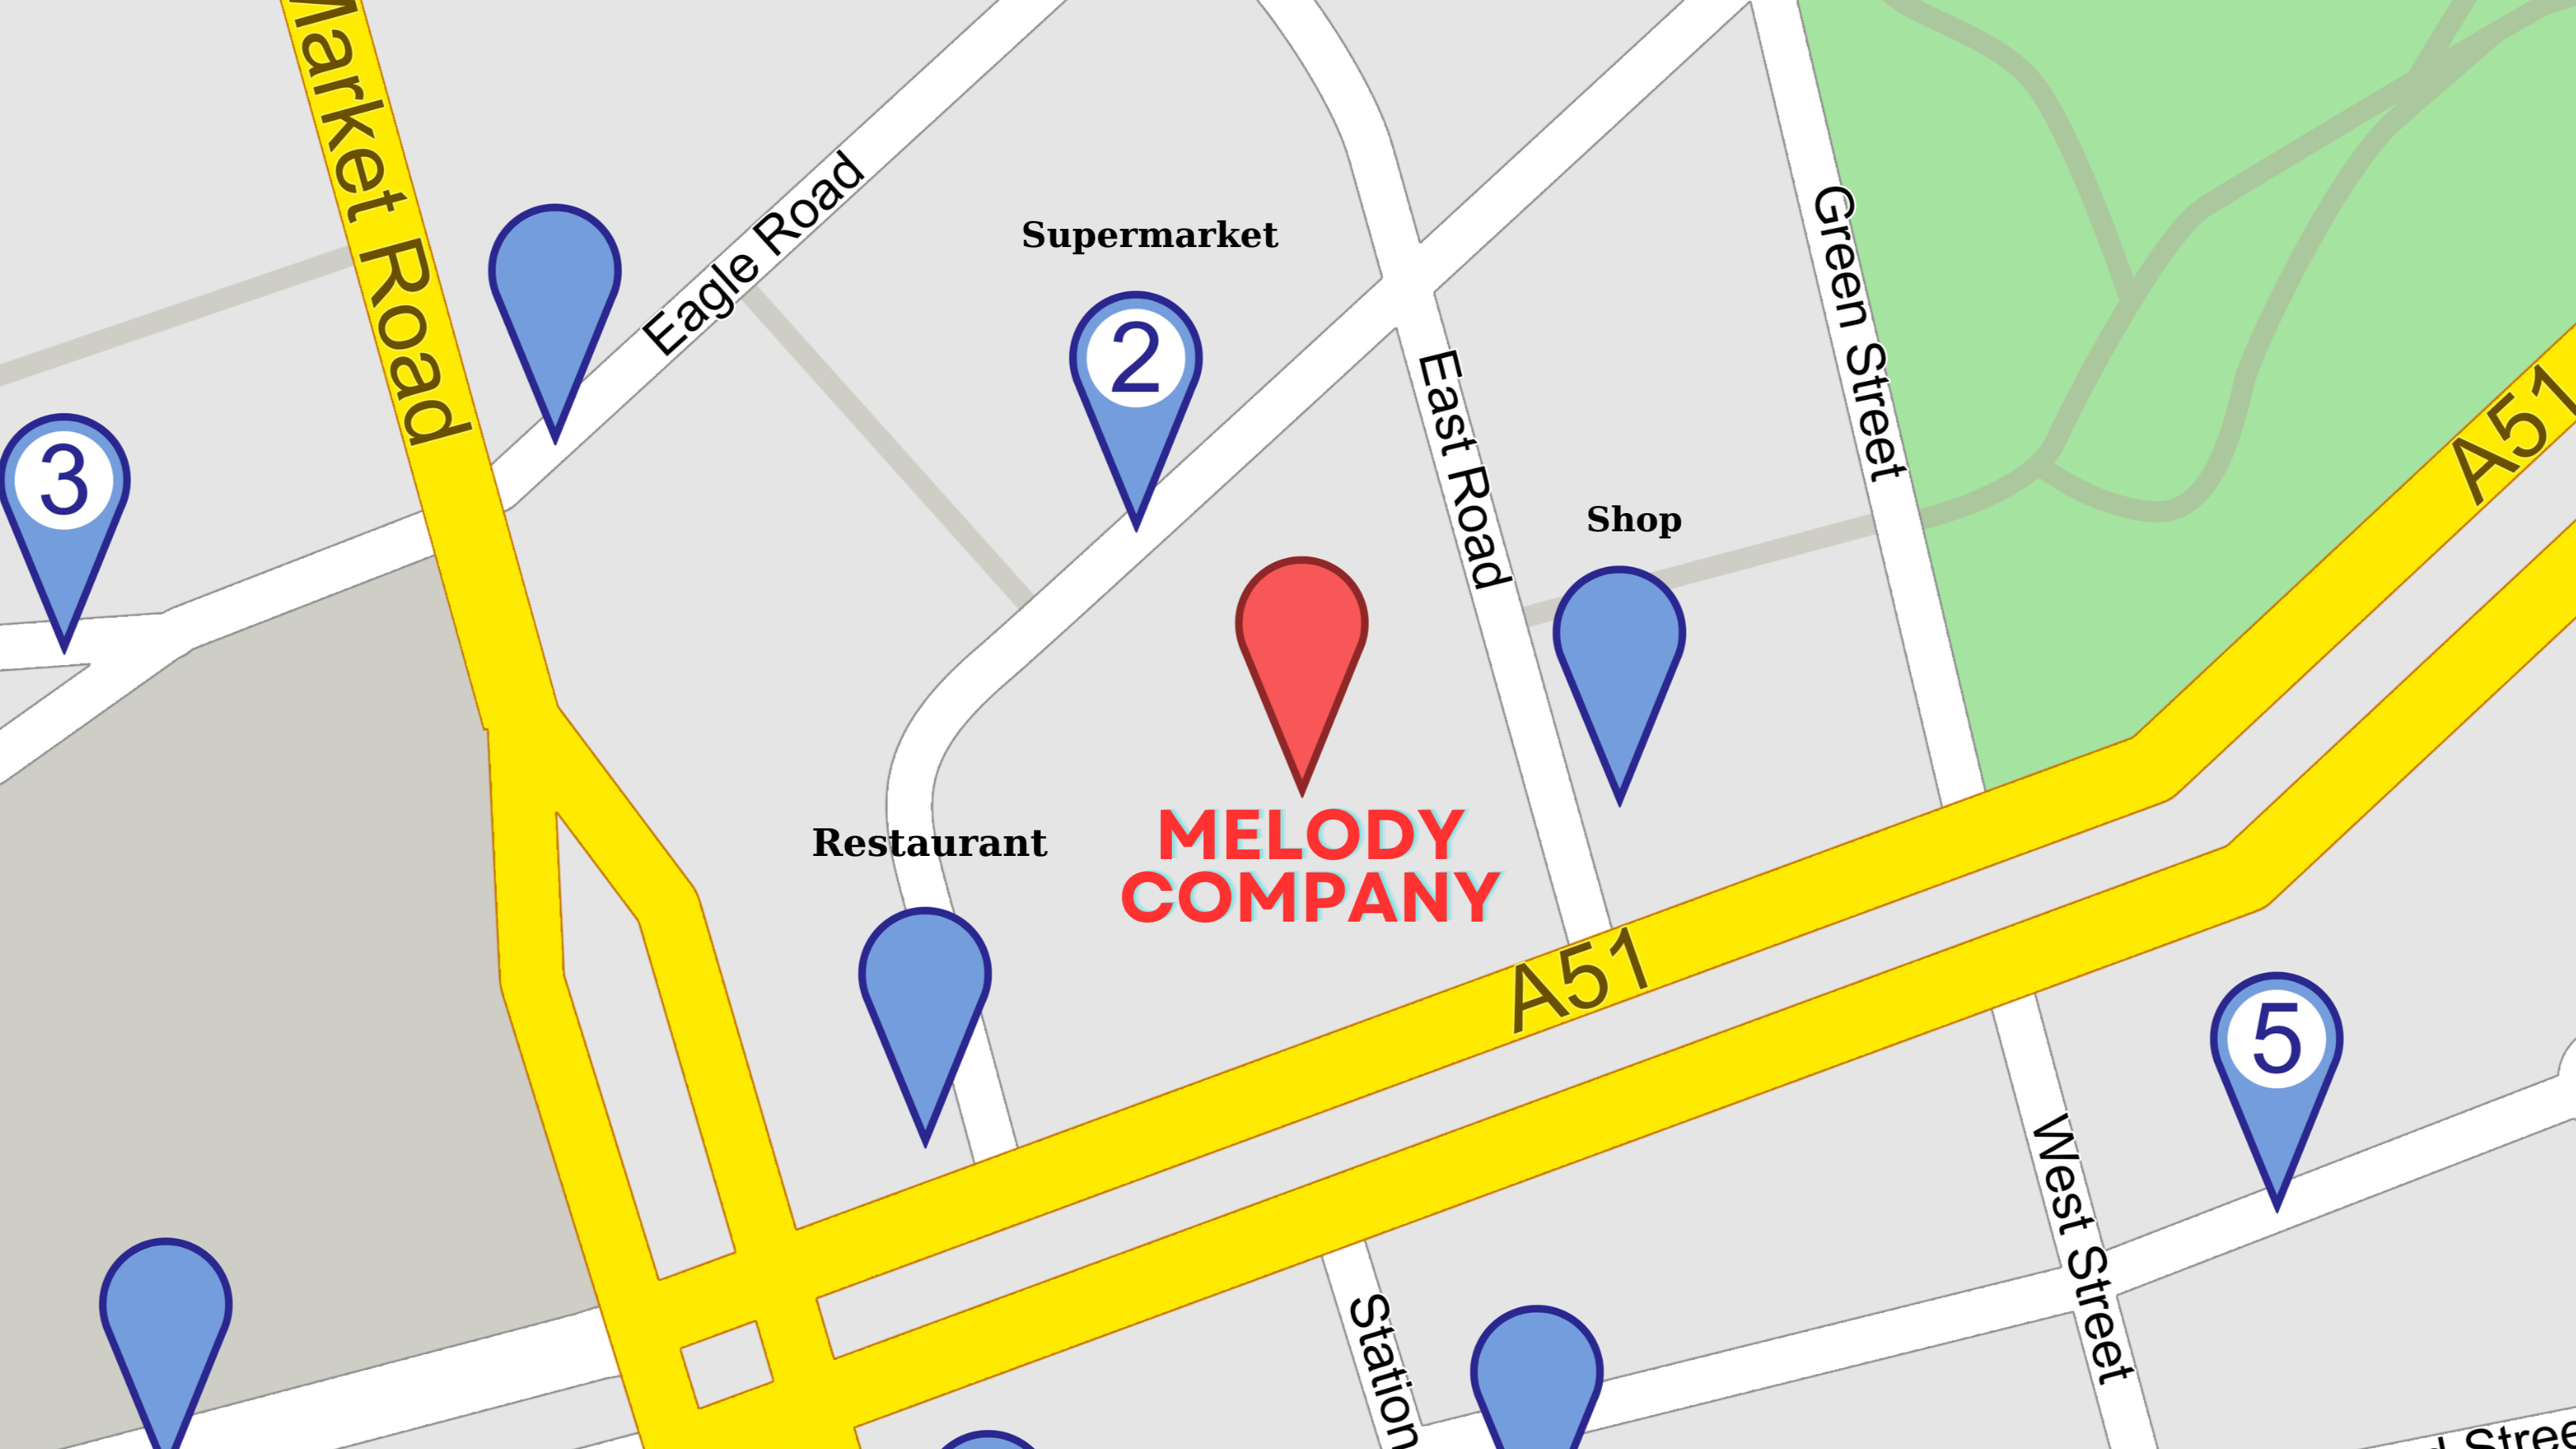 Market Road
Eagle Road
Supermarket
Green Street
2
East Road
A51
3
Shop
MELODY
COMPANY
Restaurant
A51
5
West Street
Station